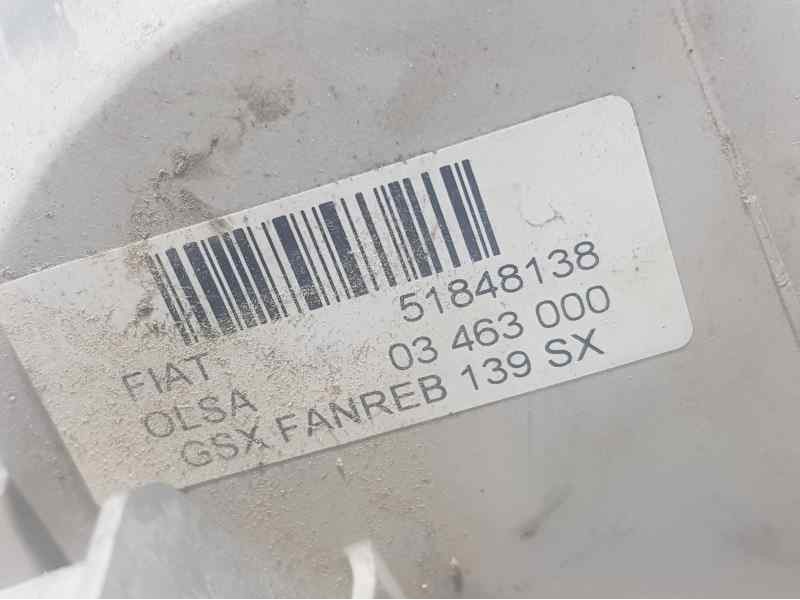 FIAT 51848138
OLSA 03 463 000
GSX FANREB 139 SX